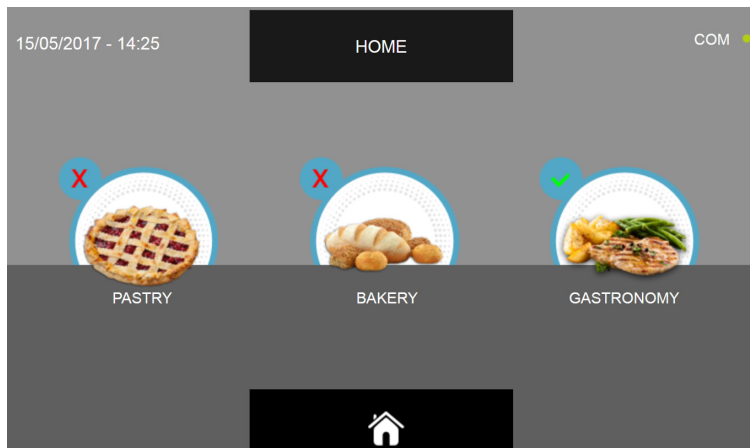 15/05/2017 - 14:25
HOME
COM
X
X
PASTRY
BAKERY
GASTRONOMY